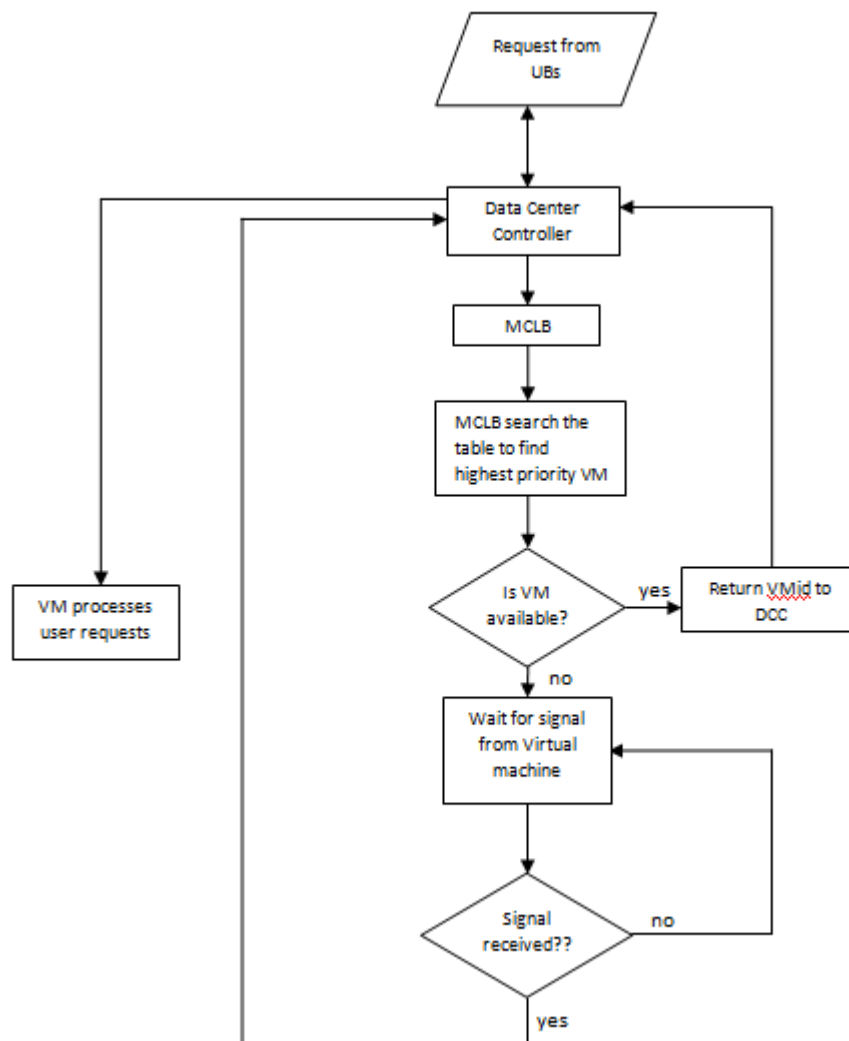 Request from
UBs
Data Center
Controller
MCLB
MCLB search the
table to find
highest priority VM
Is VM
available?
yes
Return VMid to
DCC
VM processes
user requests
no
Wait for signal
from Virtual
machine
Signal
received??
no
yes